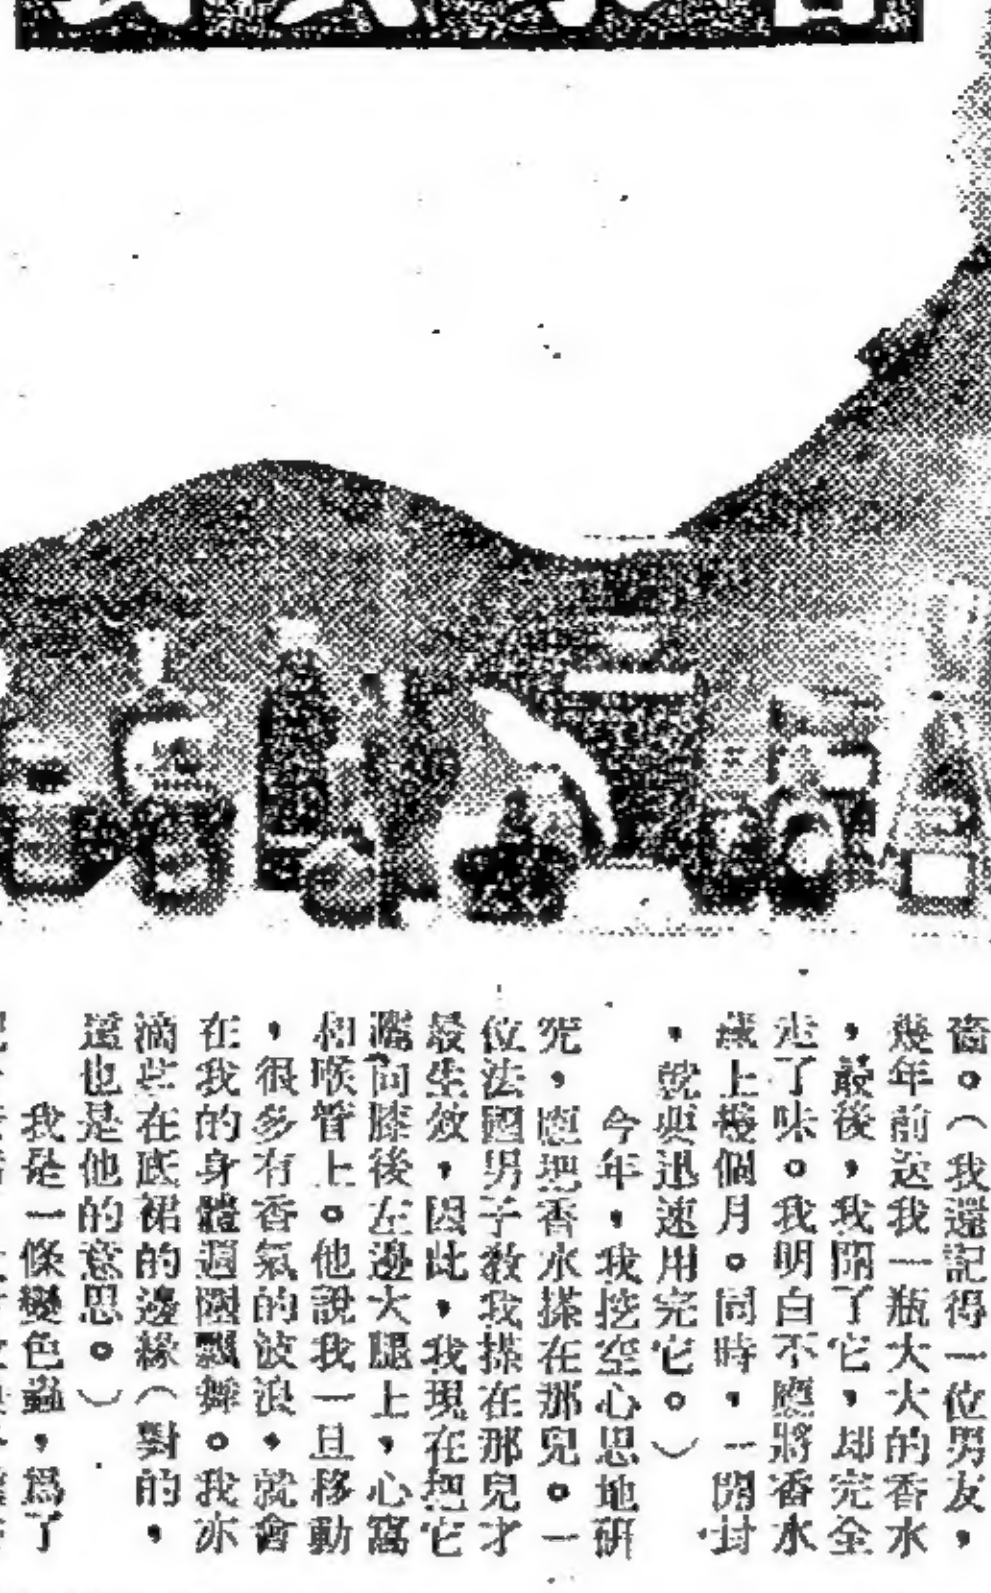 嗇。（我還記得一位男友，
幾年前送我一瓶大大的香水
，最後，我開了它，却完全
走了味。我明白不應將香水
藏上幾個月。同時，一開封
，就要迅速用完它。）
今年，我挖空心思地研
究，應把香水搽在那兒。一
位法國男子教我搽在那兒才
最生效，因此，我現在把它
灑向膝後左邊大腿上，心窩
和喉管上。他說我一旦移動
，很多有香氣的波浪，就會
在我的身體週圍飄舞。我亦
滴些在底裙的邊緣（對的，
這也是他的意思。）
我是一條變色蟲，爲了